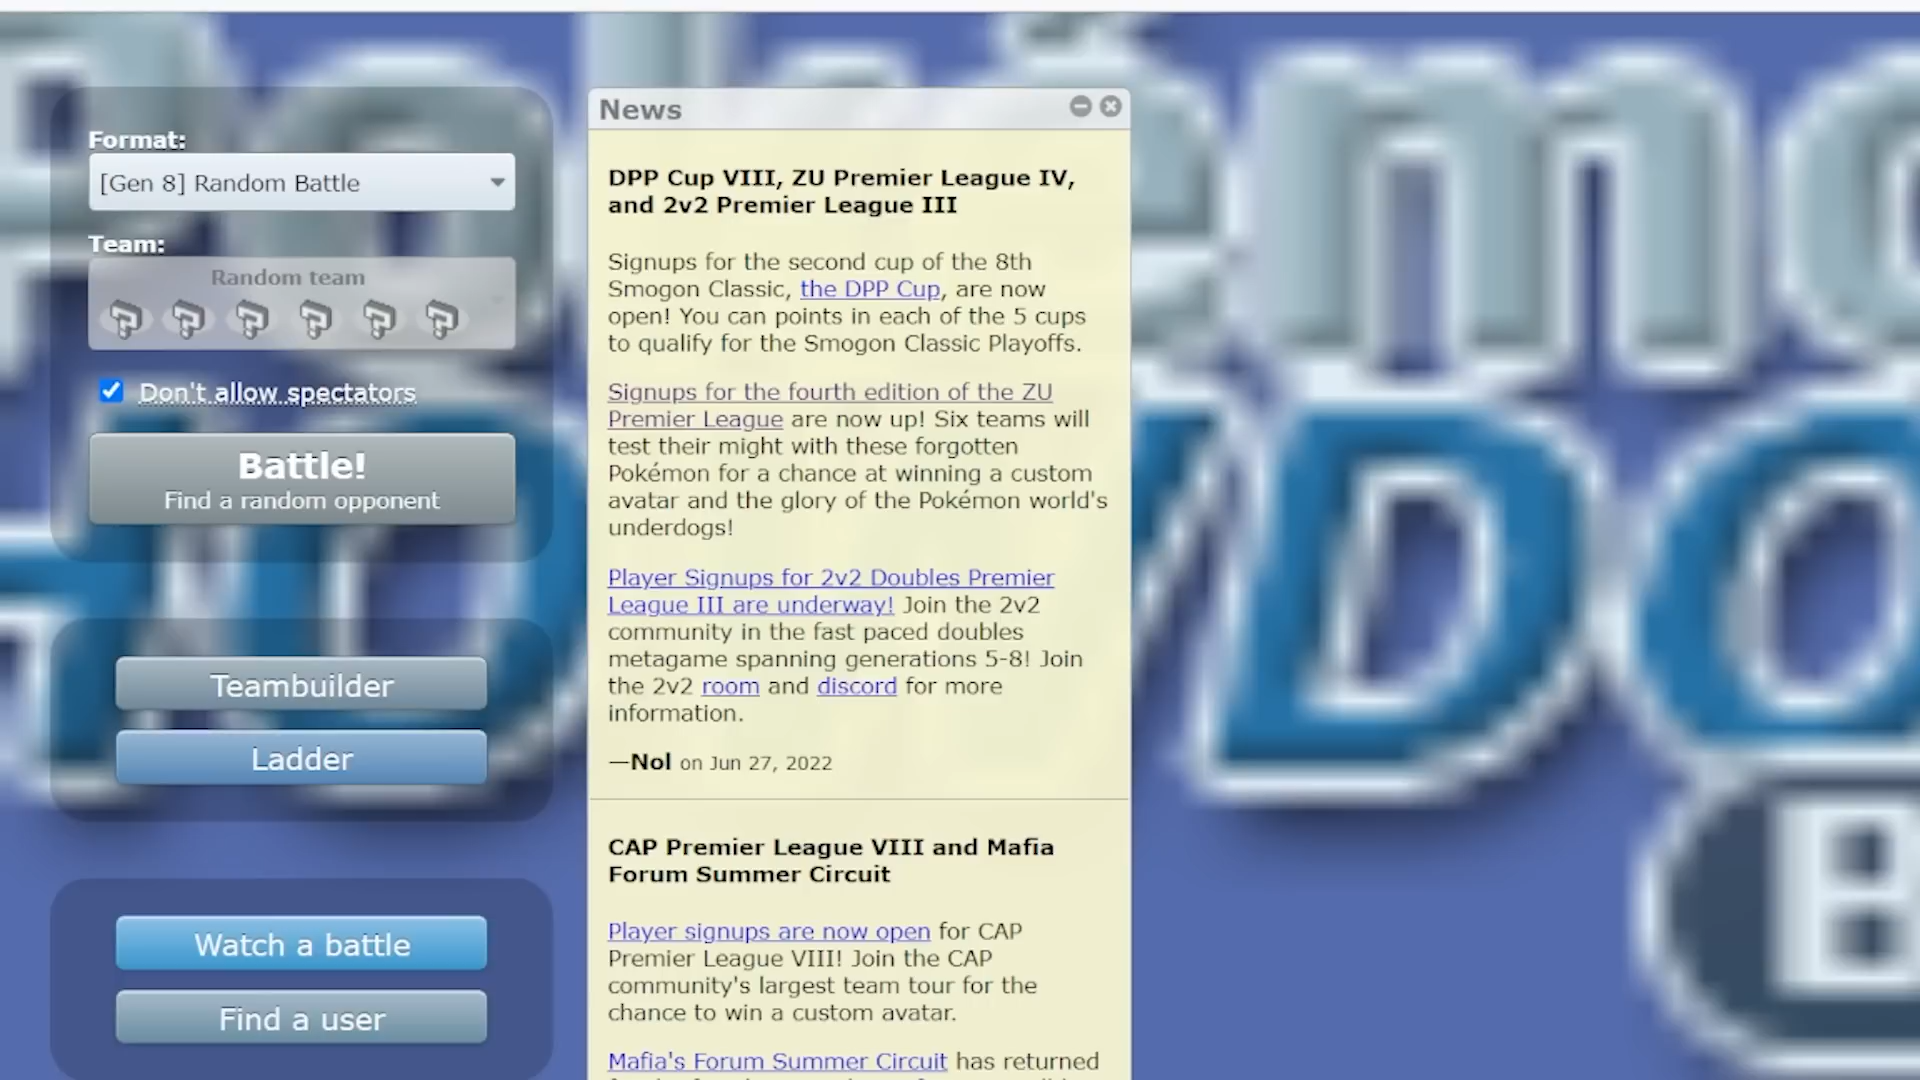 Format:
[Gen 8] Random Battle
Team:
Random team
Don't allow spectators
Battle!
Find a random opponent
Teambuilder
Ladder
Watch a battle
Find a user
News
DPP Cup VIII, ZU Premier League IV,
and 2v2 Premier League III
Signups for the second cup of the 8th
Smogon Classic, the DPP Cup, are now
open! You can points in each of the 5 cups
to qualify for the Smogon Classic Playoffs.
Signups for the fourth edition of the ZU
Premier League are now up! Six teams will
test their might with these forgotten
Pokémon for a chance at winning a custom
avatar and the glory of the Pokémon world's
underdogs!
Player Signups for 2v2 Doubles Premier
League III are underway! Join the 2v2
community in the fast paced doubles
metagame spanning generations 5-8! Join
the 2v2 room and discord for more
information.
—Nol on Jun 27, 2022
CAP Premier League VIII and Mafia
Forum Summer Circuit
Player signups are now open for CAP
Premier League VIII! Join the CAP
community's largest team tour for the
chance to win a custom avatar.
Mafia's Forum Summer Circuit has returned